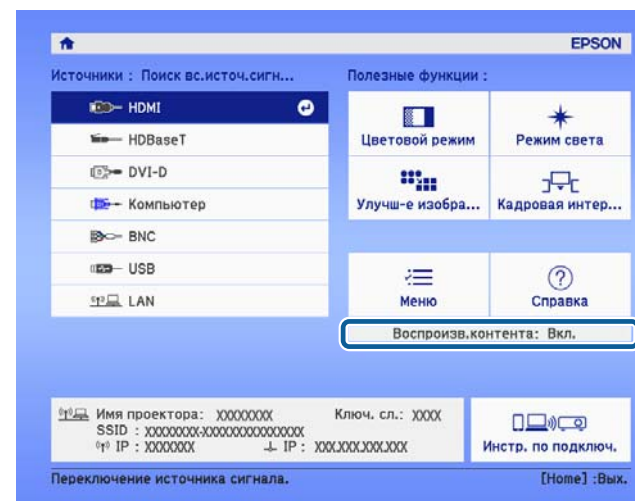 EPSON
Источники : Поиск вс.источ.сигн...
HDMI
HDBaseT
DVI-D
Компьютер
BNC
USB
LAN
Полезные функции :
Цветовой режим
Режим света
Улучш-е изобра...
Кадровая интер...
Меню
Справка
Воспроизв.контента: Вкл.
Имя проектора: XXXXXXXX
Ключ. сл.: XXXX
SSID : XXXXXXXX-XXXXXXXXXXXXXX
IP : XXXXXXX
IP : XXX.XXX.XXX.XXX
Инстр. по подключ.
Переключение источника сигнала.
[Home] :Вых.